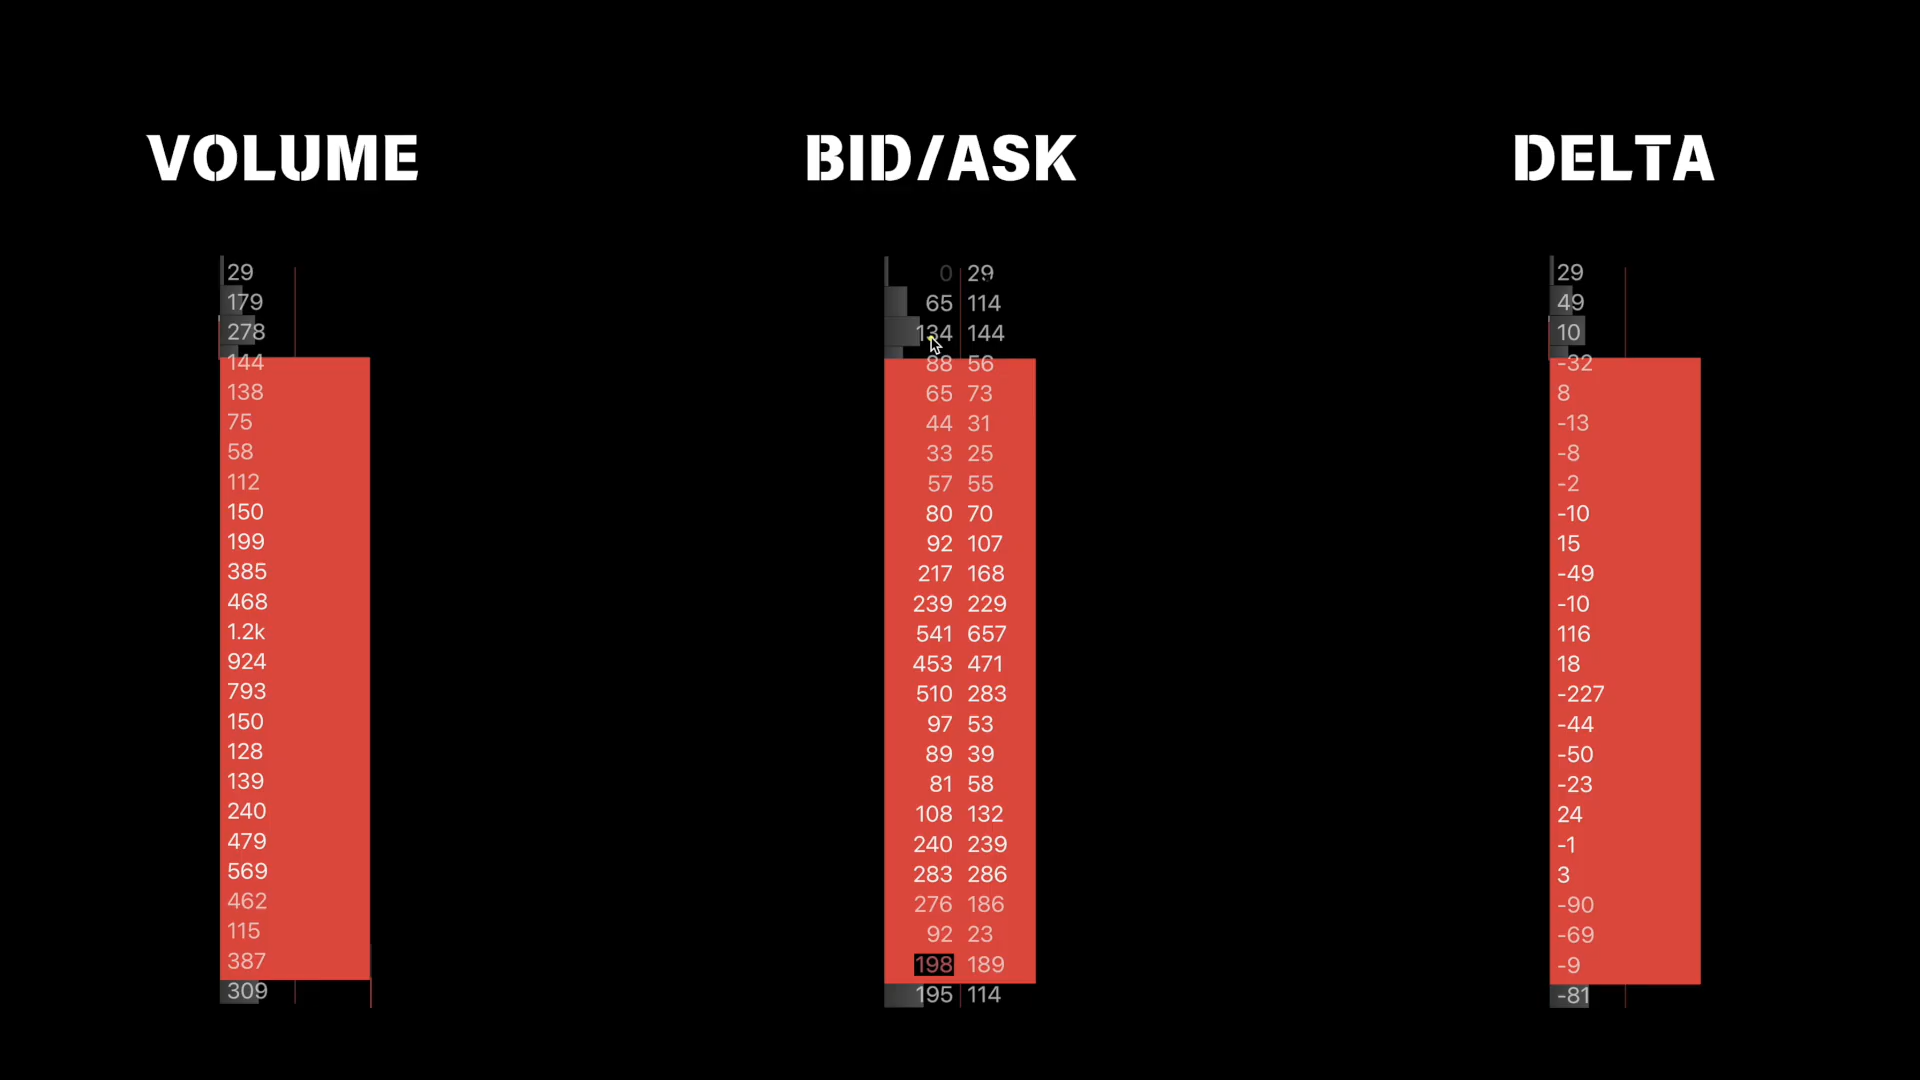 VOLUME BID/ASK DELTA
29 0 29 29
179 65 114 49
278 134 144 10
144 88 56 -32
138 65 73 8
75 44 31 -13
58 33 25 -8
112 57 55 -2
150 80 70 -10
199 92 107 15
385 217 168 -49
468 239 229 -10
1.2k 541 657 116
924 453 471 18
793 510 283 -227
150 97 53 -44
128 89 39 -50
139 81 58 -23
240 108 132 24
479 240 239 -1
569 283 286 3
462 276 186 -90
115 92 23 -69
387 198 189 -9
309 195 114 -81